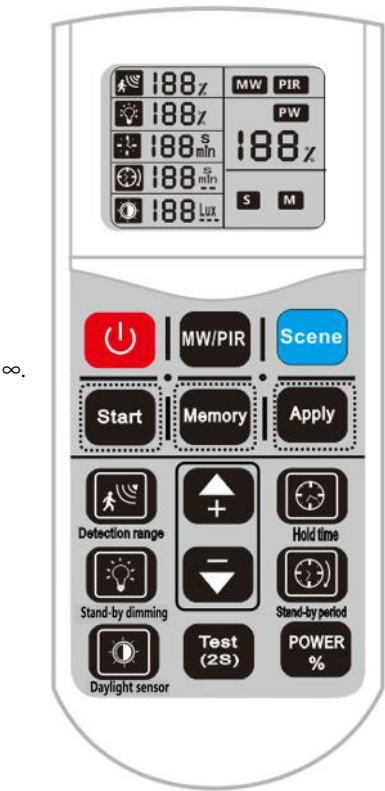 188% MW PIR
188% PW
188 s min 188%
188 s min
188 Lux S M
MW/PIR Scene
∞.
Start Memory Apply
+
Detection range Hold time
−
Stand-by dimming Stand-by period
Test (2S) POWER %
Daylight sensor